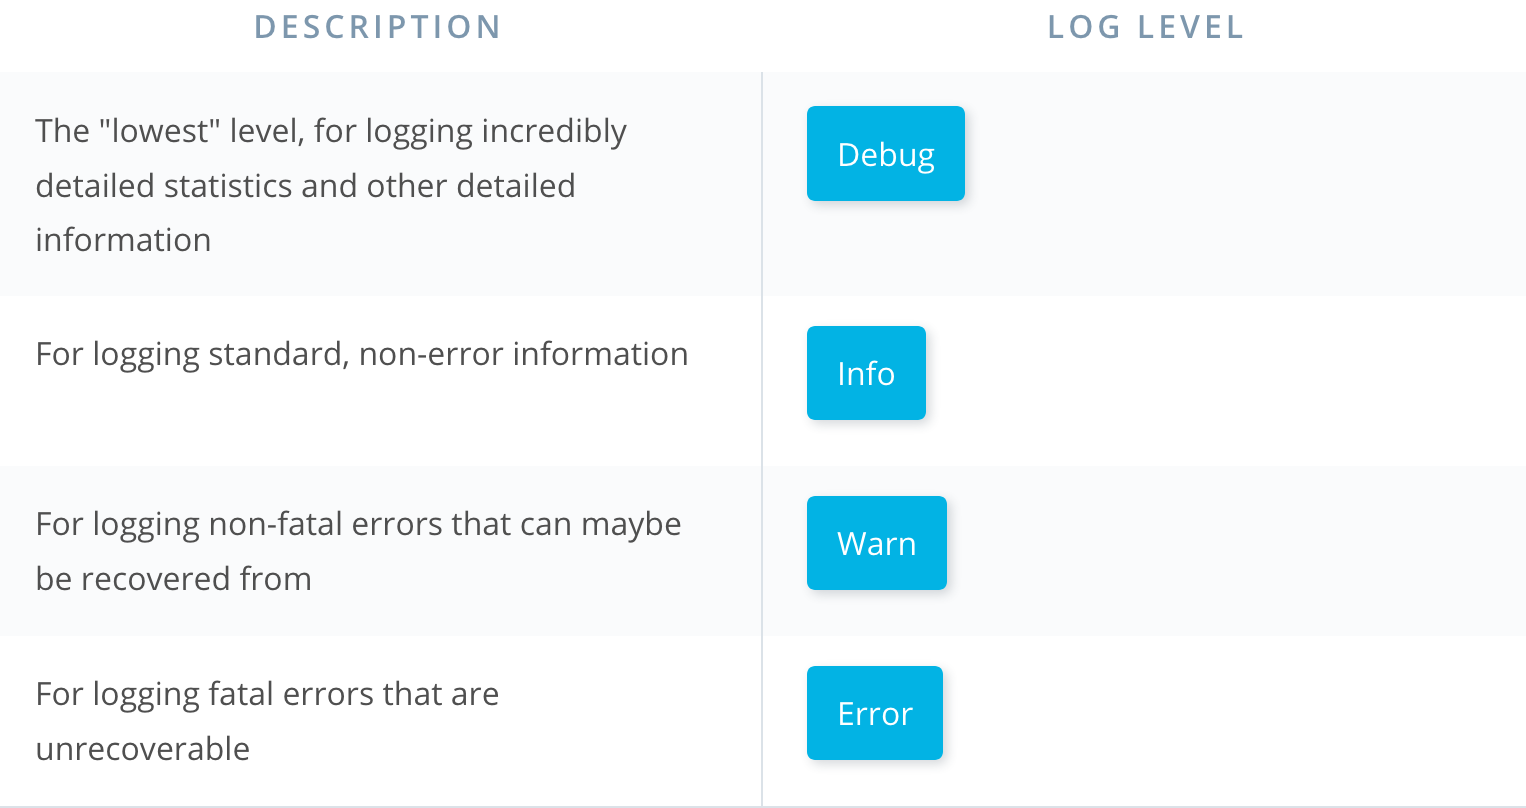 DESCRIPTION LOG LEVEL
The "lowest" level, for logging incredibly
detailed statistics and other detailed
information
Debug
For logging standard, non-error information
Info
For logging non-fatal errors that can maybe
be recovered from
Warn
For logging fatal errors that are
unrecoverable
Error